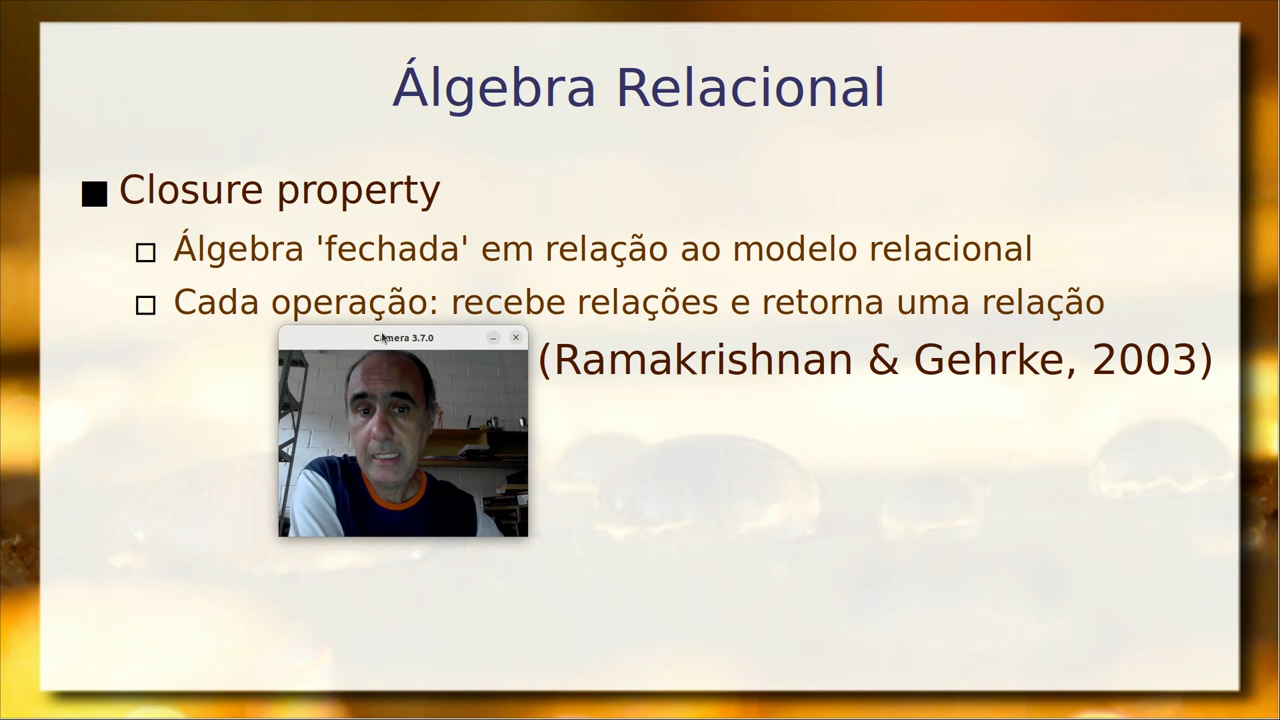 Álgebra Relacional
Closure property
Álgebra 'fechada' em relação ao modelo relacional
Cada operação: recebe relações e retorna uma relação
Camera 3.7.0
(Ramakrishnan & Gehrke, 2003)